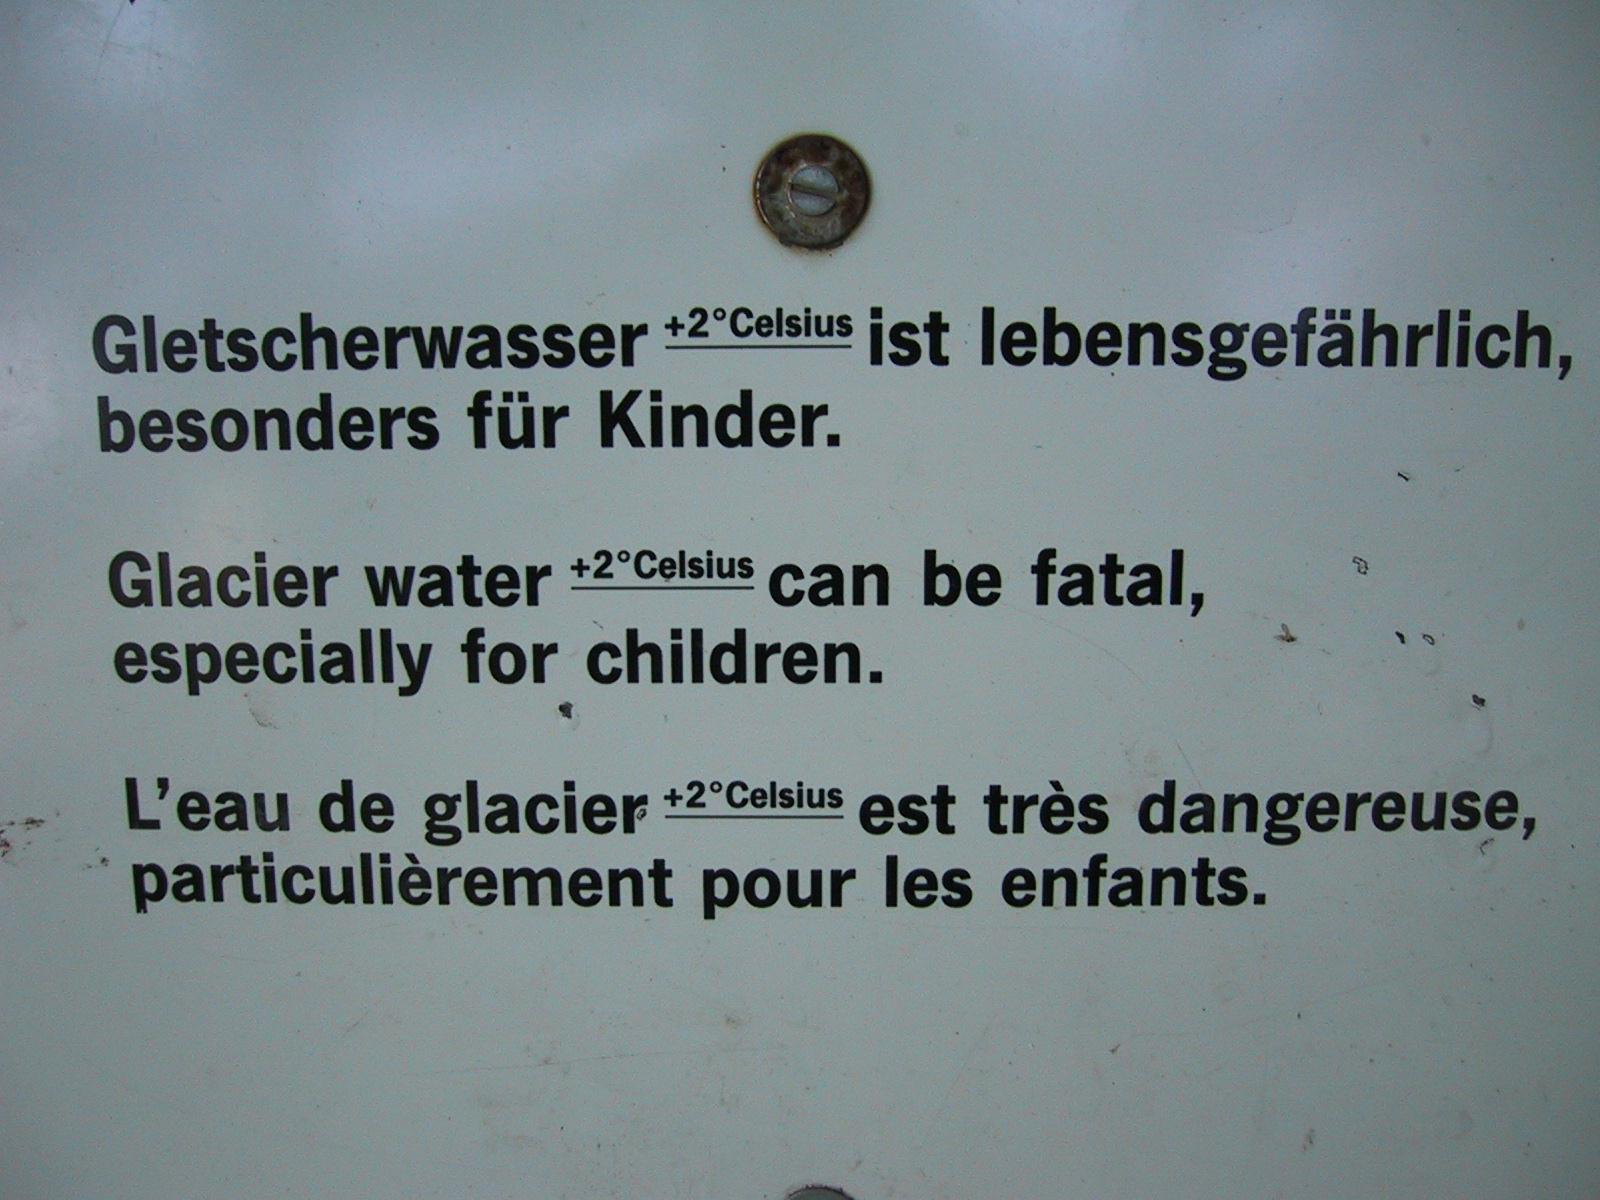 Gletscherwasser +2°Celsius ist lebensgefährlich,
besonders für Kinder.
Glacier water +2°Celsius can be fatal,
especially for children.
L'eau de glacier +2°Celsius est très dangereuse,
particulièrement pour les enfants.